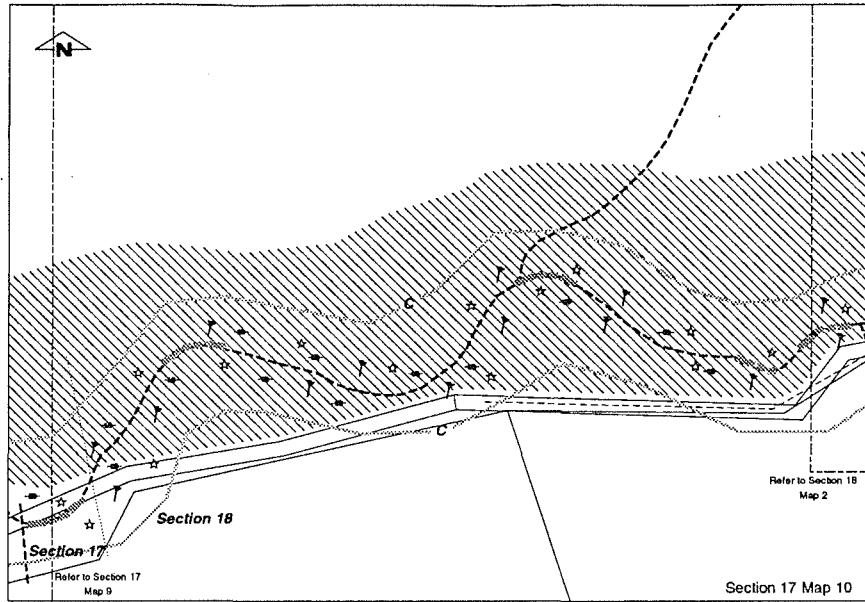 N
C
C
Refer to Section 18
Map 2
Section 18
Section 17
Refer to Section 17
Map 9
Section 17 Map 10